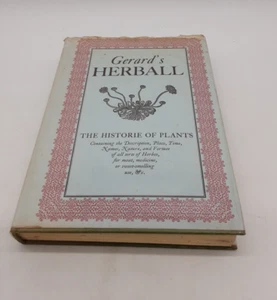 Gerard's
HERBALL
THE HISTORIE OF PLANTS
Containing the Description, Place, Time,
Names, Nature, and Vertues
of all sorts of Herbes,
for meat, medicine,
or sweet-smelling
use, &c.